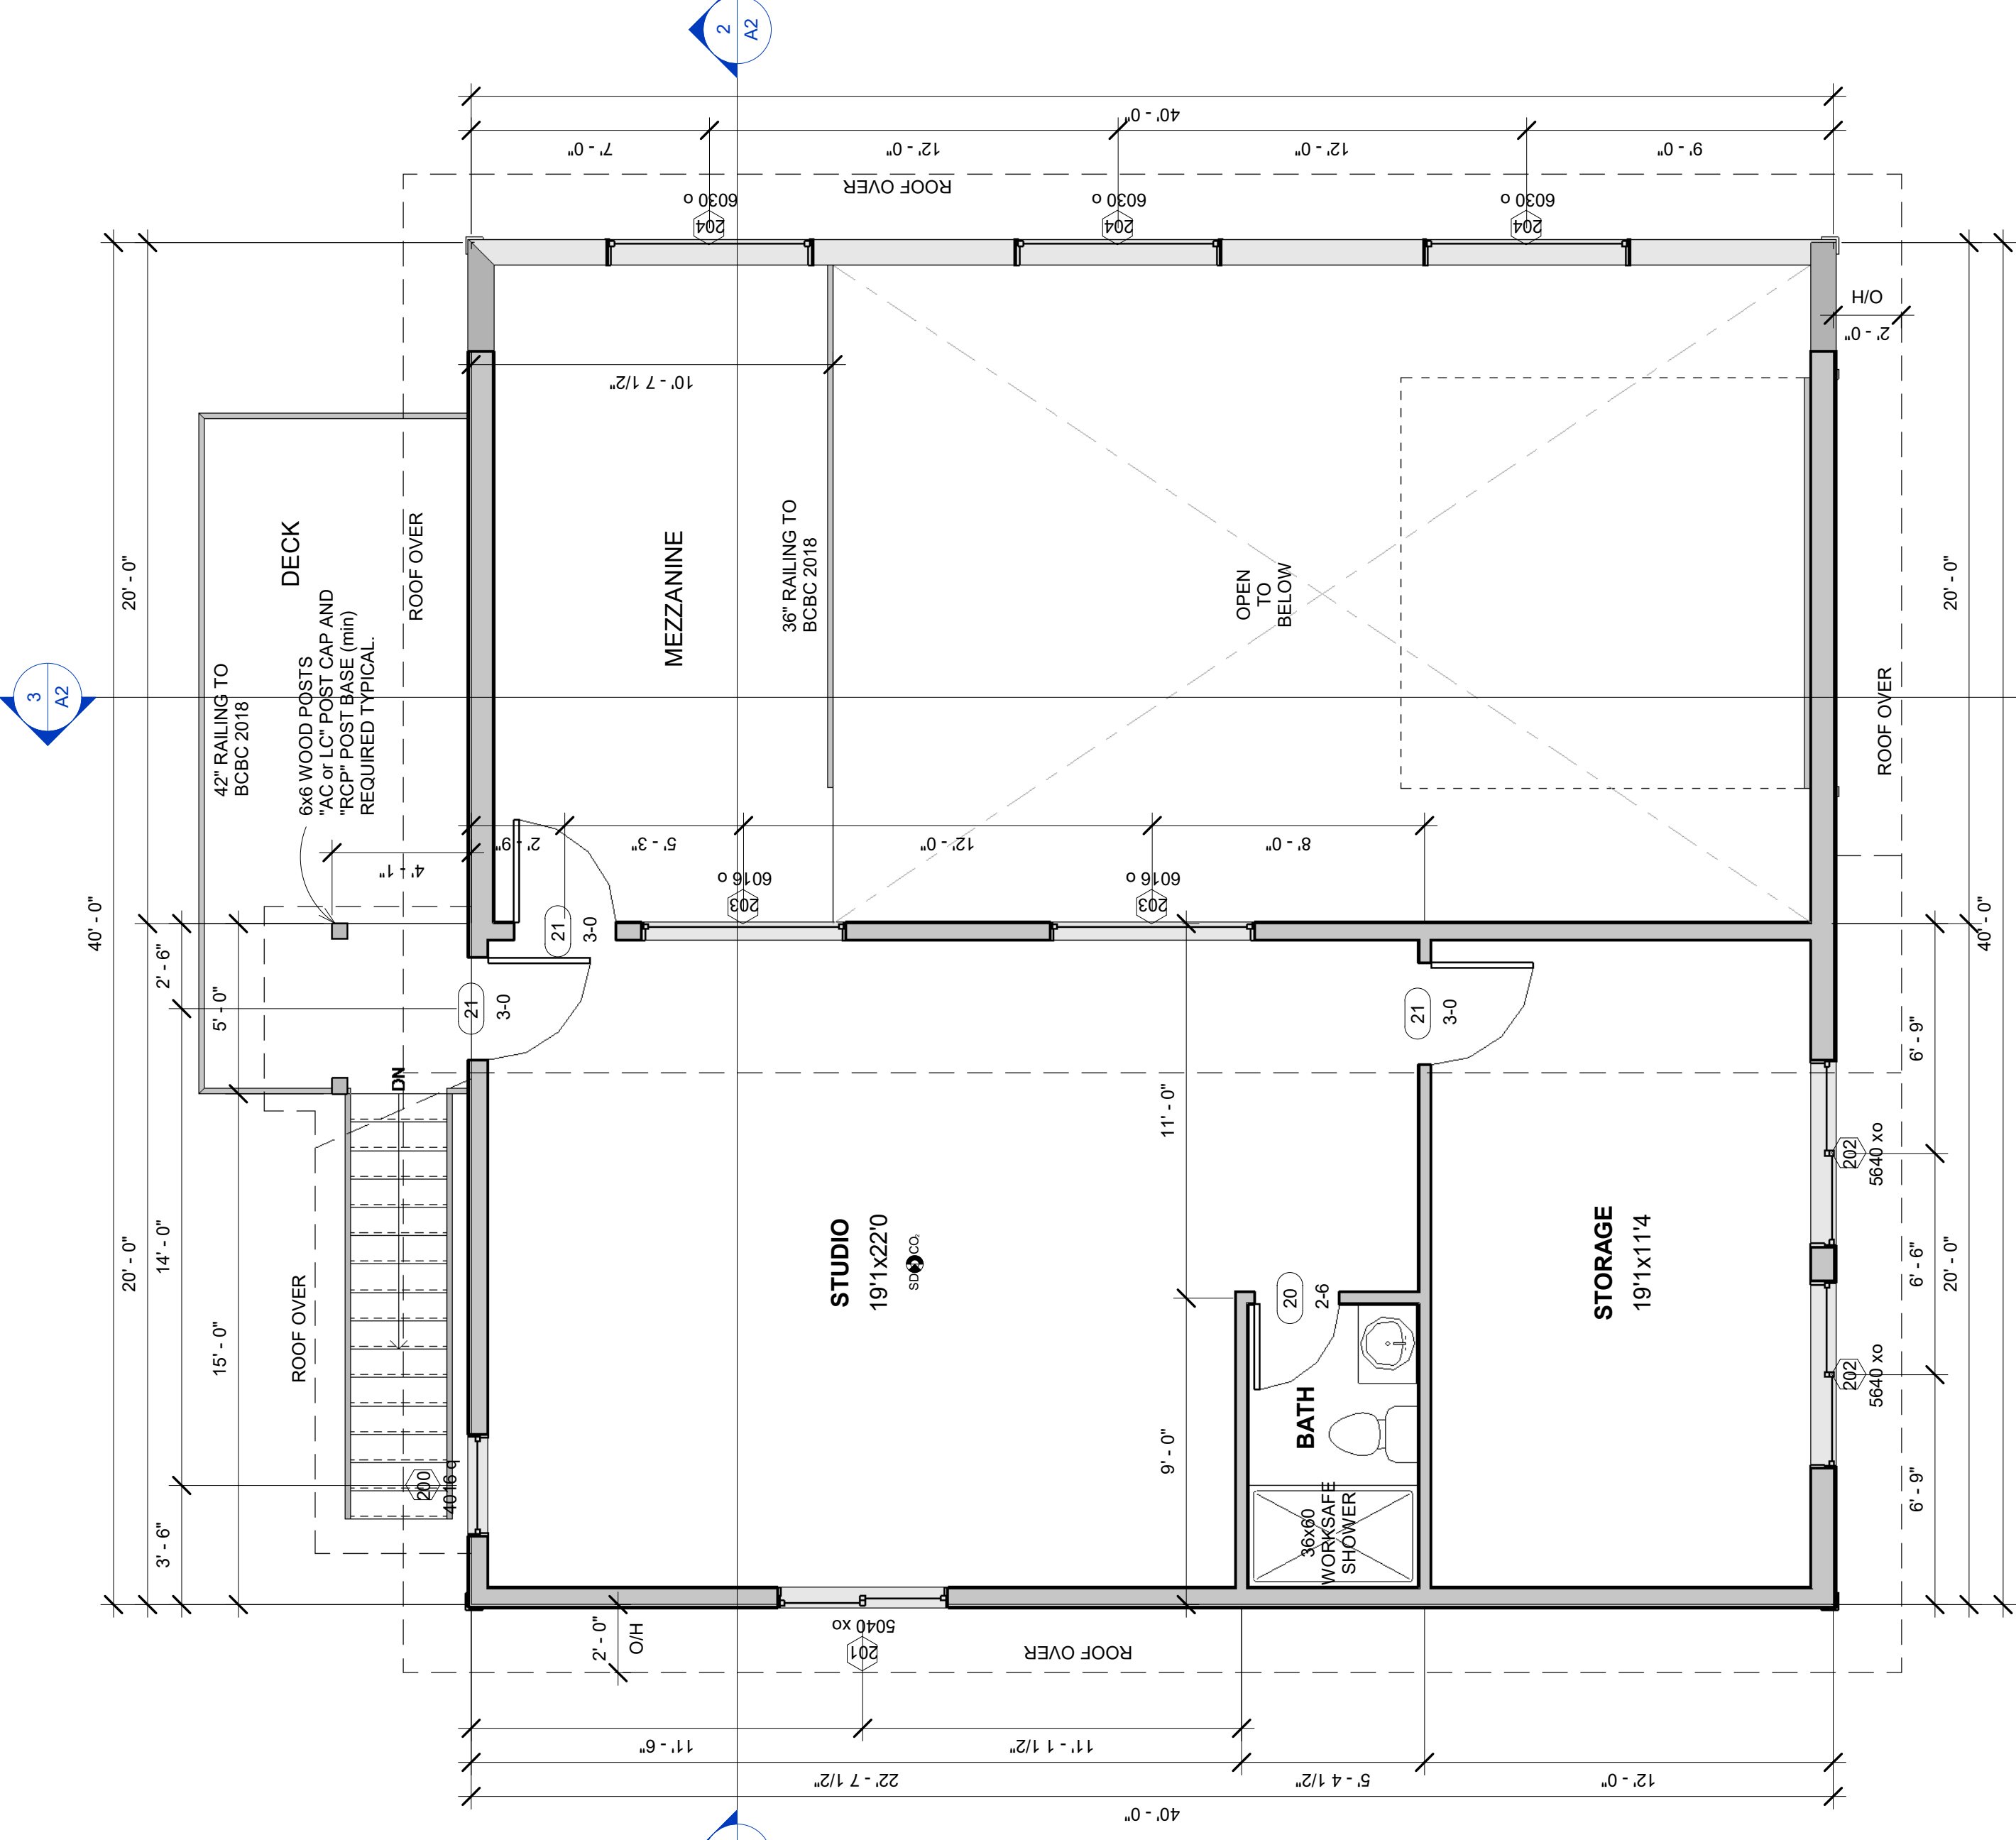 2
A2
40' - 0"
7' - 0"
12' - 0"
12' - 0"
9' - 0"
ROOF OVER
204
6030 o
204
6030 o
204
6030 o
O/H
2' - 0"
10' - 7 1/2"
40' - 0"
20' - 0"
20' - 0"
2' - 6"
14' - 0"
3' - 6"
5' - 0"
15' - 0"
3
A2
DECK
42" RAILING TO
BCBC 2018
6x6 WOOD POSTS
"AC or LC" POST CAP AND
"RCP" POST BASE (min)
REQUIRED TYPICAL.
ROOF OVER
4' - 1"
MEZZANINE
36" RAILING TO
BCBC 2018
OPEN
TO
BELOW
ROOF OVER
2' - 9"
5' - 3"
12' - 0"
8' - 0"
203
6016 o
203
6016 o
21
3-0
21
3-0
21
3-0
DN
ROOF OVER
200
4016 q
STUDIO
19'1x22'0
SD
CO2
11' - 0"
9' - 0"
20
2-6
BATH
36x60
WORKSAFE
SHOWER
STORAGE
19'1x11'4
202
5640 xo
202
5640 xo
6' - 9"
6' - 6"
6' - 9"
20' - 0"
20' - 0"
40' - 0"
2' - 0"
O/H
201
5040 xo
ROOF OVER
11' - 6"
11' - 1 1/2"
22' - 7 1/2"
5' - 4 1/2"
12' - 0"
40' - 0"